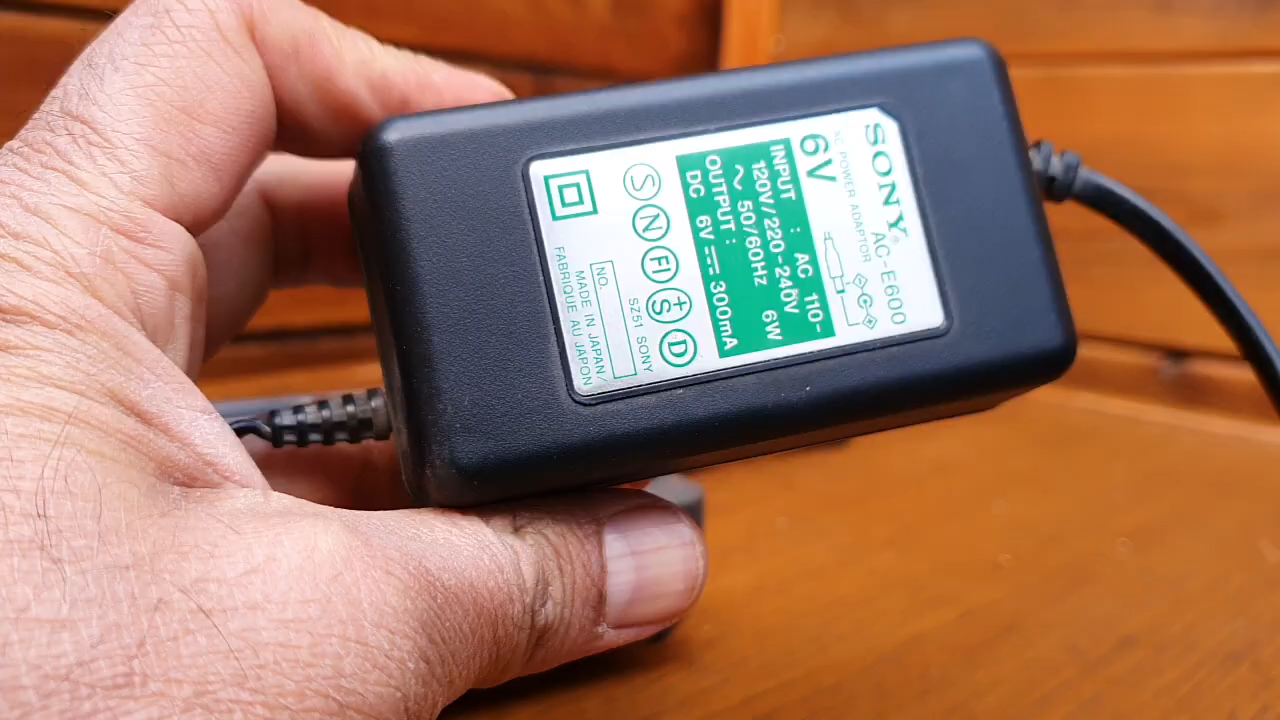 SONY® AC-E600
AC POWER ADAPTOR
6V
INPUT : AC 110-
120V/220-240V
~ 50/60Hz 6W
OUTPUT :
DC 6V ⎓ 300mA
S N FI +S D
SZ51 SONY
NO.
MADE IN JAPAN/
FABRIQUE AU JAPON